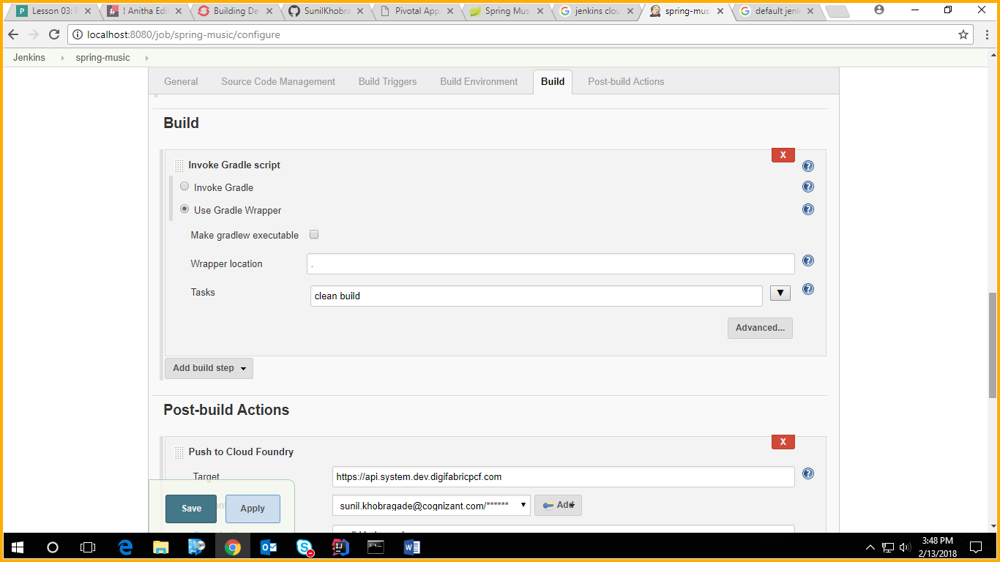 Lesson 03: F
! Anitha Edi
Building De
SunilKhobra
Pivotal App
Spring Mus
jenkins clou
spring-musi
default jenk
localhost:8080/job/spring-music/configure
Jenkins
spring-music
General
Source Code Management
Build Triggers
Build Environment
Build
Post-build Actions
Build
Invoke Gradle script
X
Invoke Gradle
Use Gradle Wrapper
Make gradlew executable
Wrapper location
.
Tasks
clean build
Advanced...
Add build step
Post-build Actions
Push to Cloud Foundry
X
Target
https://api.system.dev.digifabricpcf.com
sunil.khobragade@cognizant.com/******
Add
Save
Apply
3:48 PM
2/13/2018